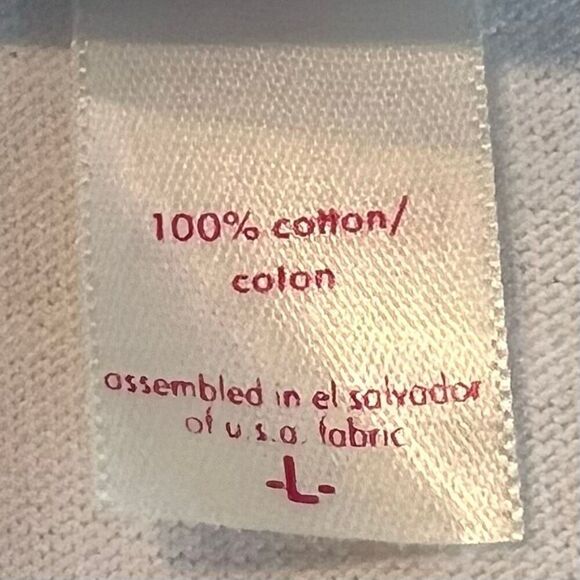 100% cotton/
colon
assembled in el salvador
of u.s.a. fabric
-L-